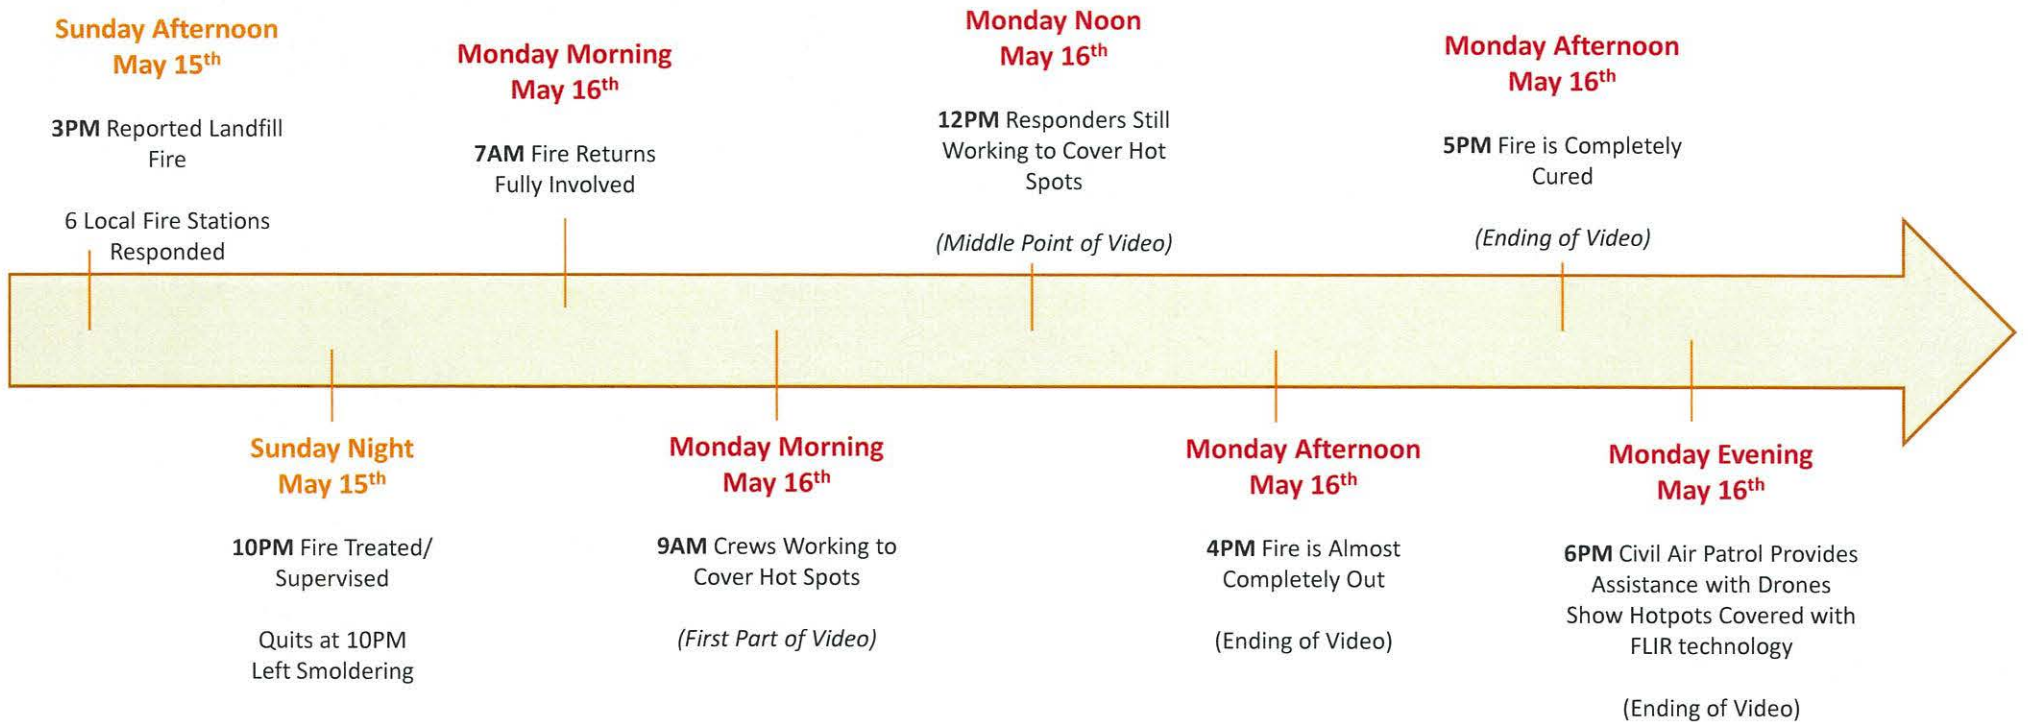 Sunday Afternoon
May 15th
3PM Reported Landfill
Fire
6 Local Fire Stations
Responded
Sunday Night
May 15th
10PM Fire Treated/
Supervised
Quits at 10PM
Left Smoldering
Monday Morning
May 16th
7AM Fire Returns
Fully Involved
Monday Morning
May 16th
9AM Crews Working to
Cover Hot Spots
(First Part of Video)
Monday Noon
May 16th
12PM Responders Still
Working to Cover Hot
Spots
(Middle Point of Video)
Monday Afternoon
May 16th
4PM Fire is Almost
Completely Out
(Ending of Video)
Monday Afternoon
May 16th
5PM Fire is Completely
Cured
(Ending of Video)
Monday Evening
May 16th
6PM Civil Air Patrol Provides
Assistance with Drones
Show Hotpots Covered with
FLIR technology
(Ending of Video)